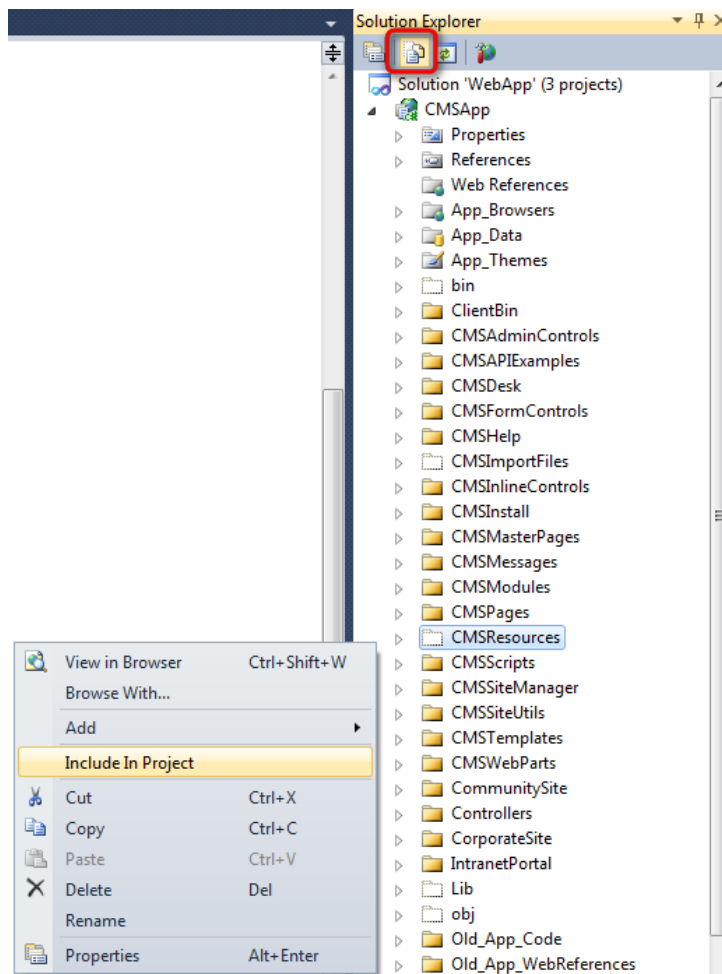 Solution Explorer
Solution 'WebApp' (3 projects)
CMSApp
Properties
References
Web References
App_Browsers
App_Data
App_Themes
bin
ClientBin
CMSAdminControls
CMSAPIExamples
CMSDesk
CMSFormControls
CMSHelp
CMSImportFiles
CMSInlineControls
CMSInstall
CMSMasterPages
CMSMessages
CMSModules
CMSPages
CMSResources
CMSScripts
CMSSiteManager
CMSSiteUtils
CMSTemplates
CMSWebParts
CommunitySite
Controllers
CorporateSite
IntranetPortal
Lib
obj
Old_App_Code
Old_App_WebReferences
View in Browser Ctrl+Shift+W
Browse With...
Add
Include In Project
Cut Ctrl+X
Copy Ctrl+C
Paste Ctrl+V
Delete Del
Rename
Properties Alt+Enter